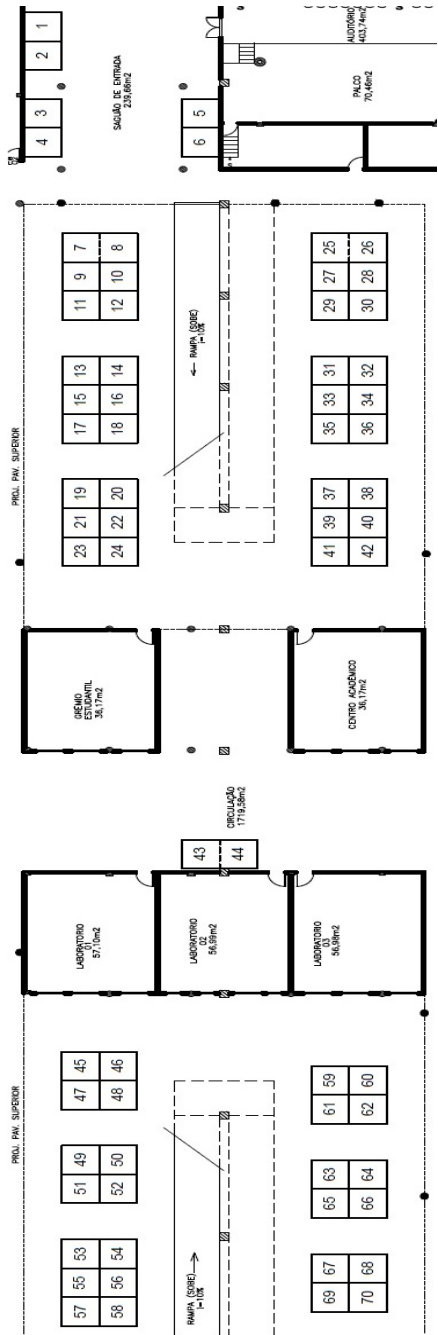 1
2
3
4
SAGUÃO DE ENTRADA
239,66m2
5
6
AUDITÓRIO
403,74m2
PALCO
70,46m2
PROJ. PAV. SUPERIOR
7 8
9 10
11 12
13 14
15 16
17 18
19 20
21 22
23 24
RAMPA (SOBE)
i=10%
25 26
27 28
29 30
31 32
33 34
35 36
37 38
39 40
41 42
GRÊMIO
ESTUDANTIL
36,17m2
CENTRO ACADÊMICO
36,17m2
CIRCULAÇÃO
1719,58m2
43 44
LABORATORIO
01
57,10m2
LABORATORIO
02
56,99m2
LABORATORIO
03
56,98m2
PROJ. PAV. SUPERIOR
45 46
47 48
49 50
51 52
53 54
55 56
57 58
RAMPA (SOBE)
i=10%
59 60
61 62
63 64
65 66
67 68
69 70